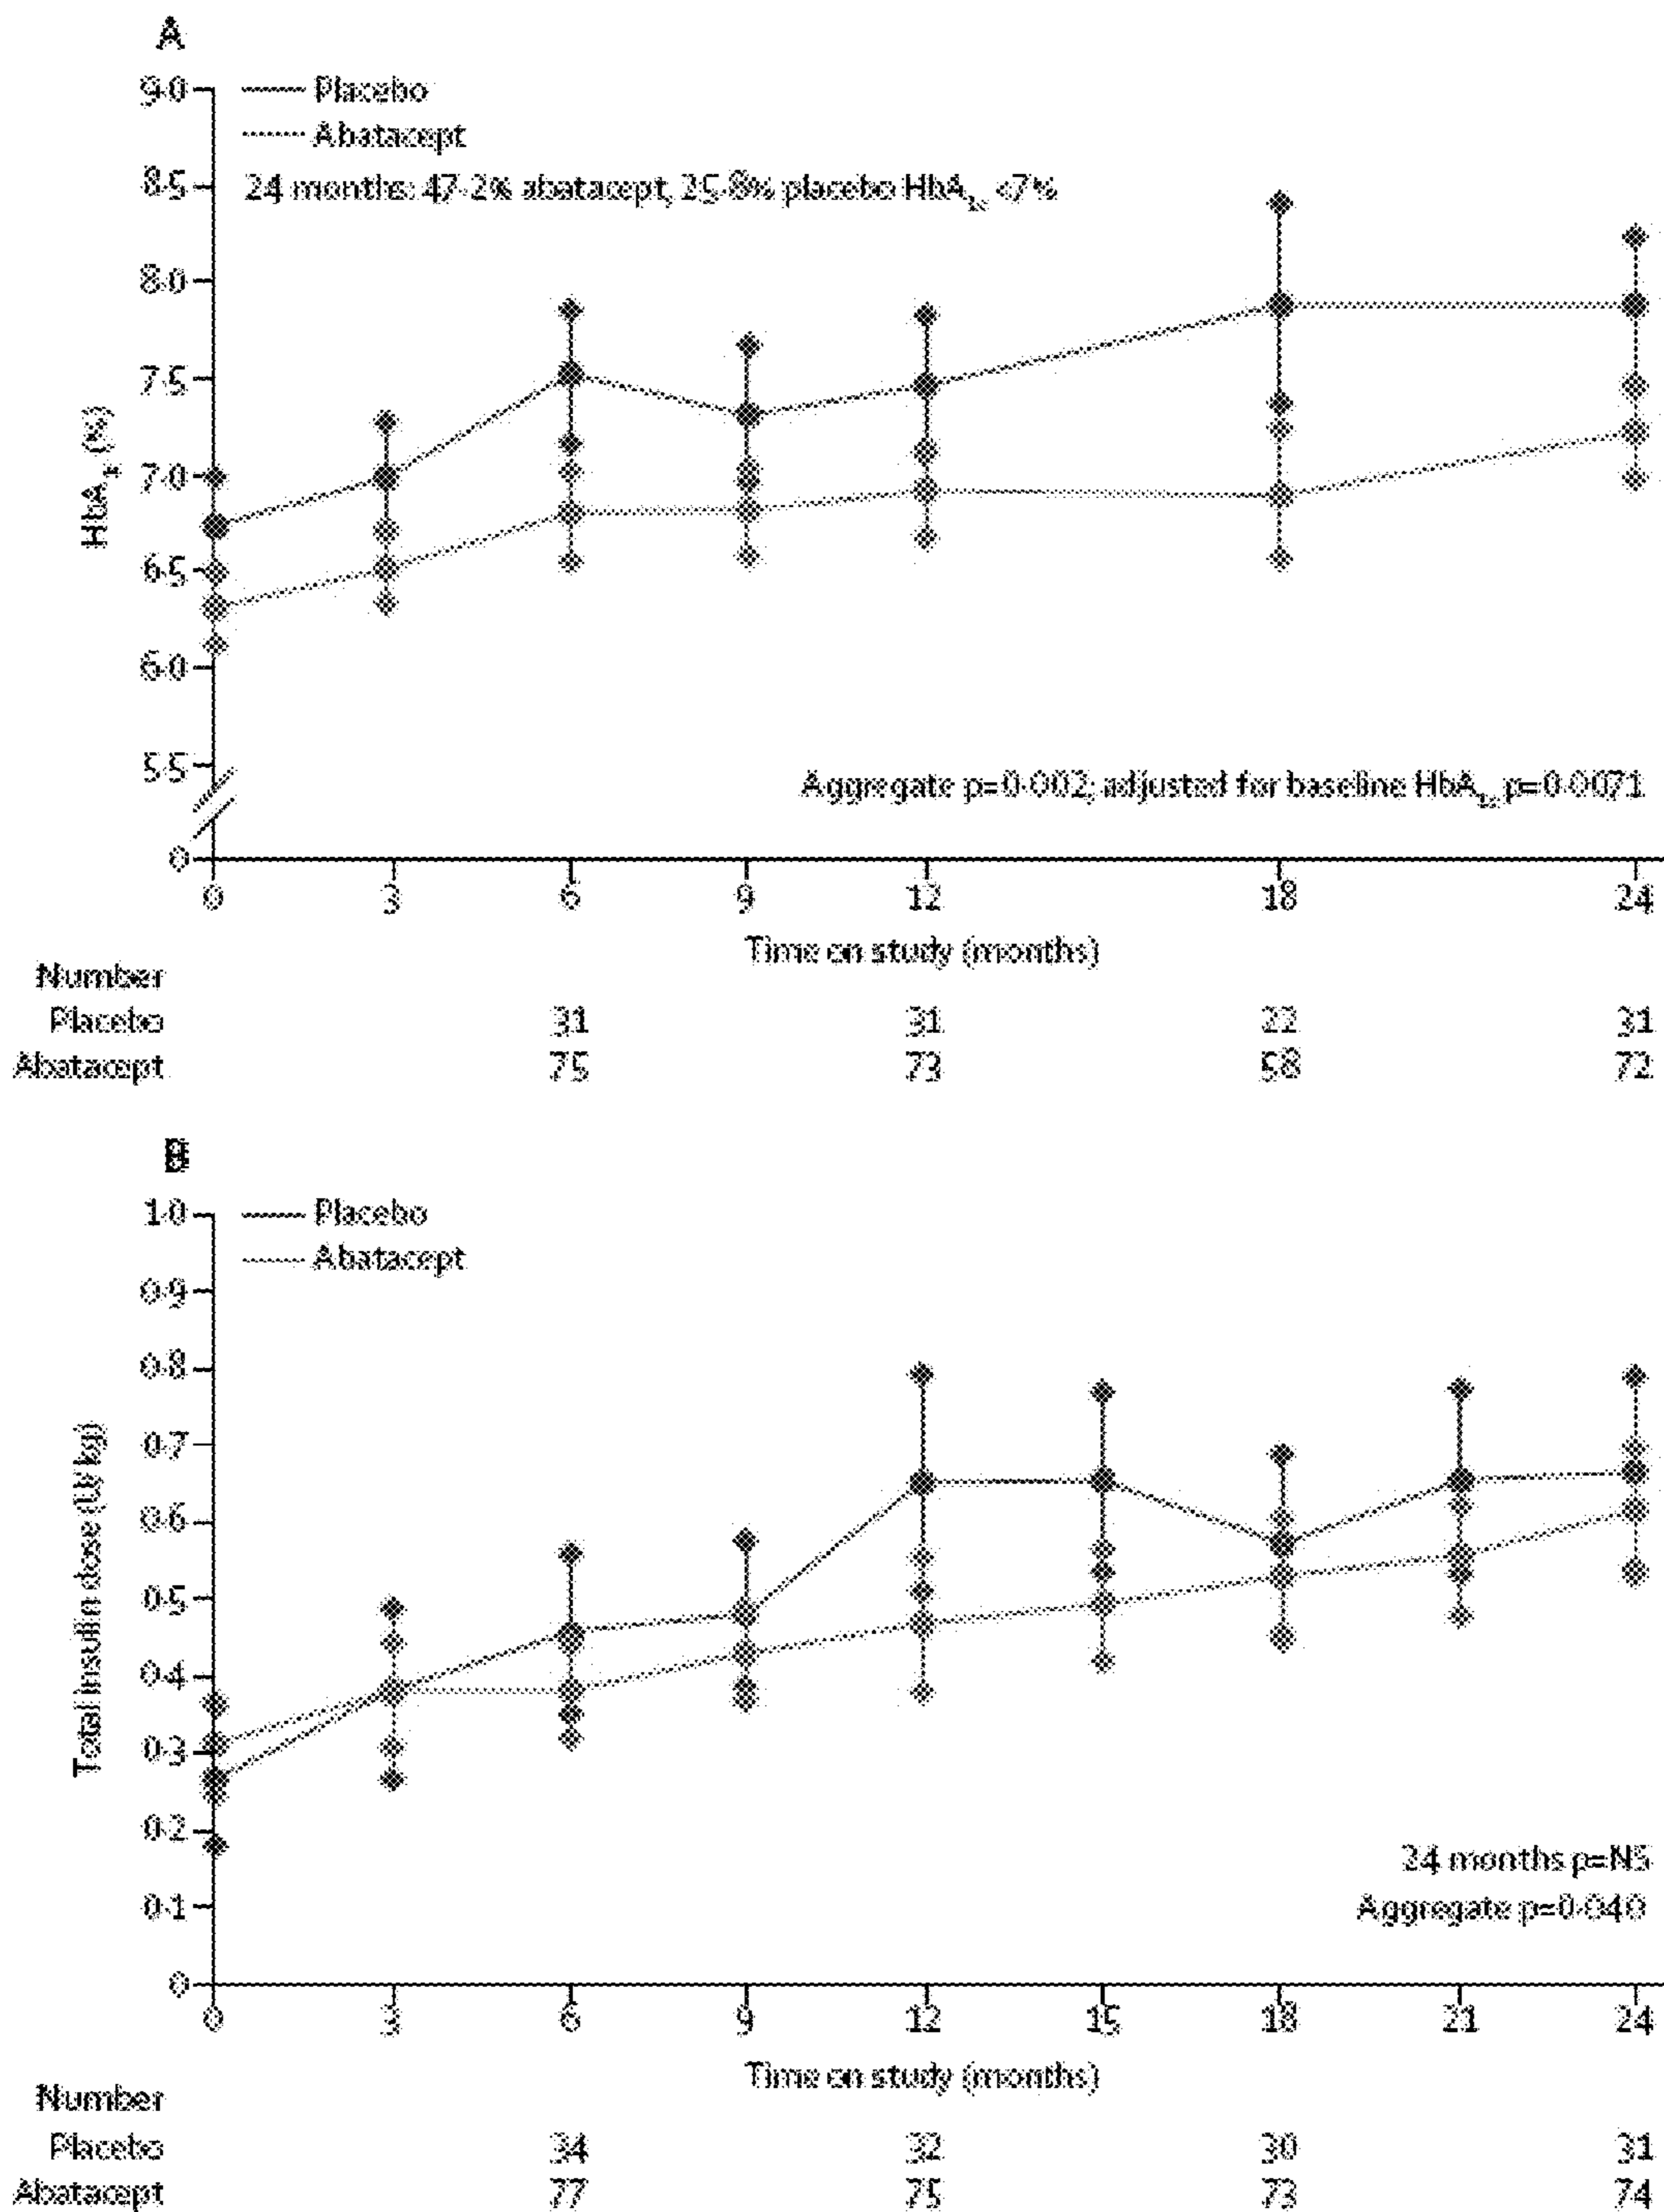 A
9·0
Placebo
Abatacept
8·5
24 months: 47·2% abatacept, 25·8% placebo HbA1c <7%
8·0
7·5
7·0
6·5
6·0
5·5
0
HbA1c (%)
Aggregate p=0·002; adjusted for baseline HbA1c p=0·0071
0 3 6 9 12 18 24
Time on study (months)
Number
Placebo 31 31 22 31
Abatacept 75 73 58 72
B
1·0
Placebo
Abatacept
0·9
0·8
0·7
0·6
0·5
0·4
0·3
0·2
0·1
0
Total insulin dose (U/kg)
24 months p=NS
Aggregate p=0·040
0 3 6 9 12 15 18 21 24
Time on study (months)
Number
Placebo 34 32 30 31
Abatacept 77 75 73 74